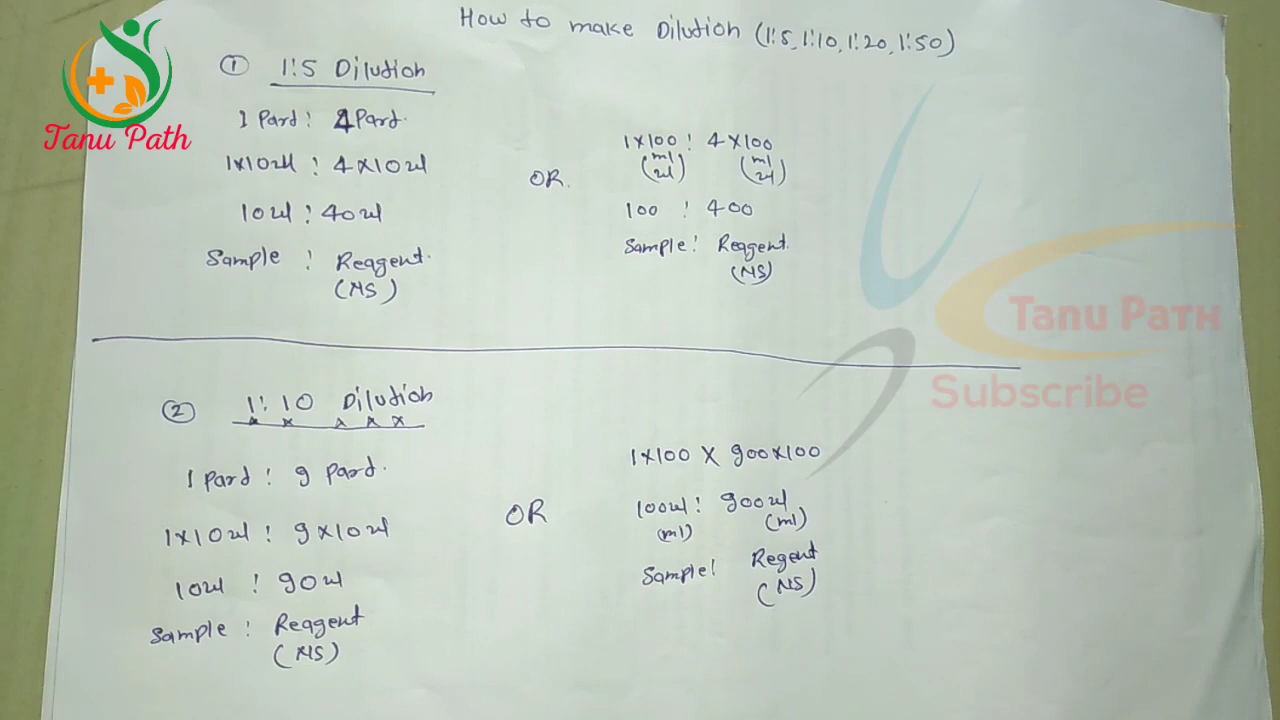 How to make Dilution (1:5, 1:10, 1:20, 1:50)
Tanu Path
① 1:5 Dilution
1 Part : 4 Part.
1x10ul : 4x10ul
10ul : 40ul
Sample : Reagent.
(NS)
OR.
1x100 : 4x100
(ml ul) (ml ul)
100 : 400
Sample : Reagent.
(NS)
Tanu Path
Subscribe
② 1:10 Dilution
1 Part : 9 Part.
1x10ul : 9x10ul
10ul : 90ul
Sample : Reagent
(NS)
OR
1x100 x 900x100
100ul : 900ul
(ml) (ml)
Sample : Regent
(NS)